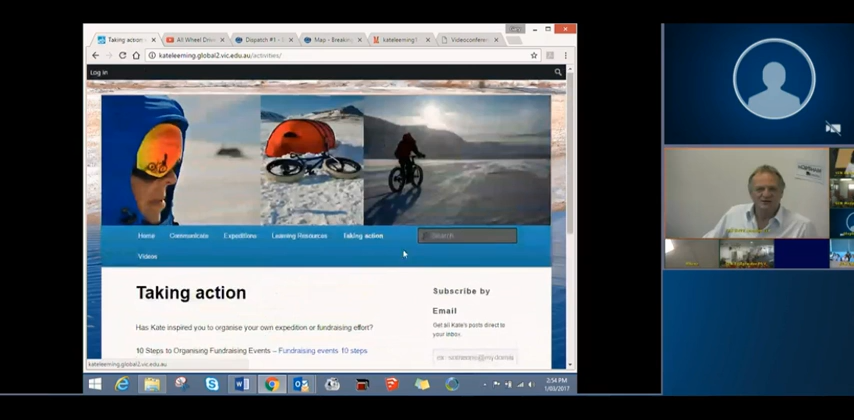 Taking action
All Wheel Driv
Dispatch #1 - S
Map - Breaking
kateleeming!
Videoconferen
kateleeming.global2.vic.edu.au/activities/
Log in
Home
Communicate
Expeditions
Learning Resources
Taking action
Search
Videos
Taking action
Subscribe by
Email
Has Kate inspired you to organise your own expedition or fundraising effort?
Get all Kate's posts direct to
your inbox.
10 Steps to Organising Fundraising Events – Fundraising events 10 steps
kateleeming.global2.vic.edu.au
2:54 PM
1/03/2017